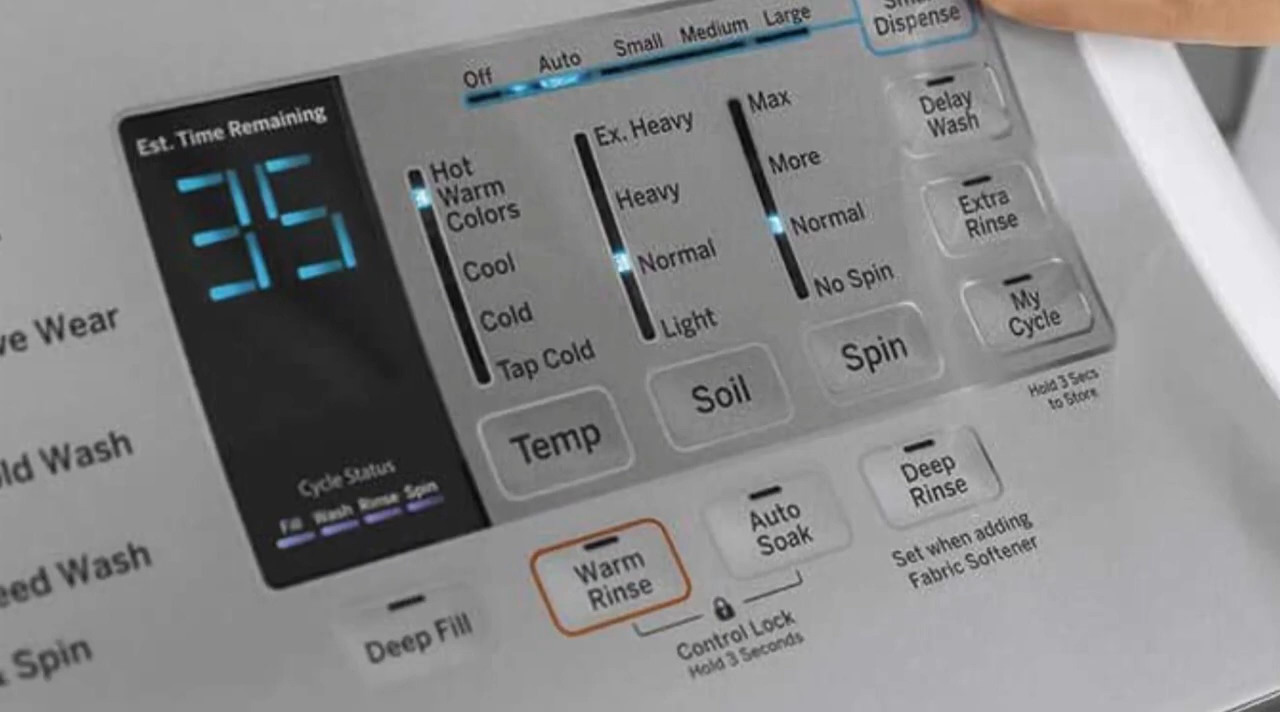 Dispense
Off Auto Small Medium Large
Est. Time Remaining
35
Hot
Warm
Colors
Cool
Cold
Tap Cold
Temp
Ex. Heavy
Heavy
Normal
Light
Soil
Max
More
Normal
No Spin
Spin
Delay
Wash
Extra
Rinse
My
Cycle
Hold 3 Secs
to Store
Cycle Status
Fill Wash Rinse Spin
Wear
Wash
Wash
Spin
Deep Fill
Warm
Rinse
Auto
Soak
Control Lock
Hold 3 Seconds
Deep
Rinse
Set when adding
Fabric Softener